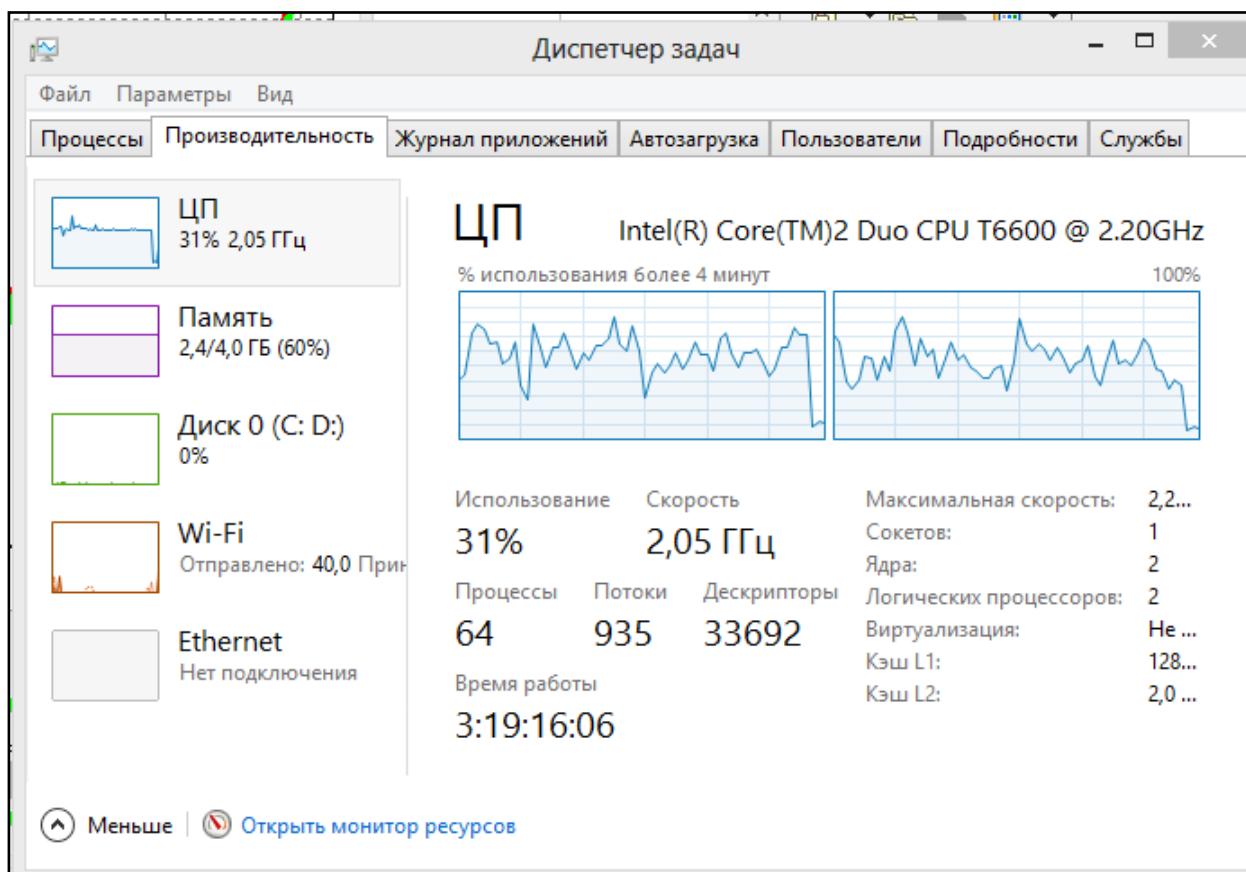 Диспетчер задач
Файл Параметры Вид
Процессы Производительность Журнал приложений Автозагрузка Пользователи Подробности Службы
ЦП
31% 2,05 ГГц
Память
2,4/4,0 ГБ (60%)
Диск 0 (C: D:)
0%
Wi-Fi
Отправлено: 40,0 Прин
Ethernet
Нет подключения
ЦП Intel(R) Core(TM)2 Duo CPU T6600 @ 2.20GHz
% использования более 4 минут 100%
Использование Скорость
31% 2,05 ГГц
Процессы Потоки Дескрипторы
64 935 33692
Время работы
3:19:16:06
Максимальная скорость: 2,2...
Сокетов: 1
Ядра: 2
Логических процессоров: 2
Виртуализация: Не ...
Кэш L1: 128...
Кэш L2: 2,0 ...
Меньше Открыть монитор ресурсов